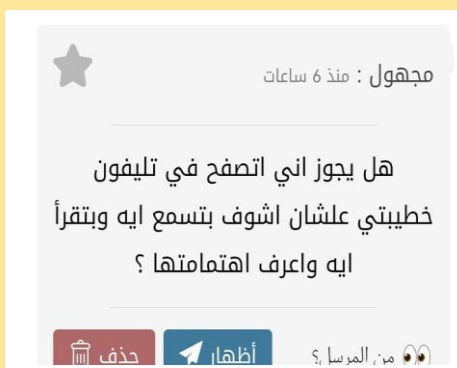 مجهول : منذ 6 ساعات
هل يجوز اني اتصفح في تليفون
خطيبتي علشان اشوف بتسمع ايه وبتقرأ
ايه واعرف اهتمامتها ؟
👀 من المرسل؟ أظهار حذف